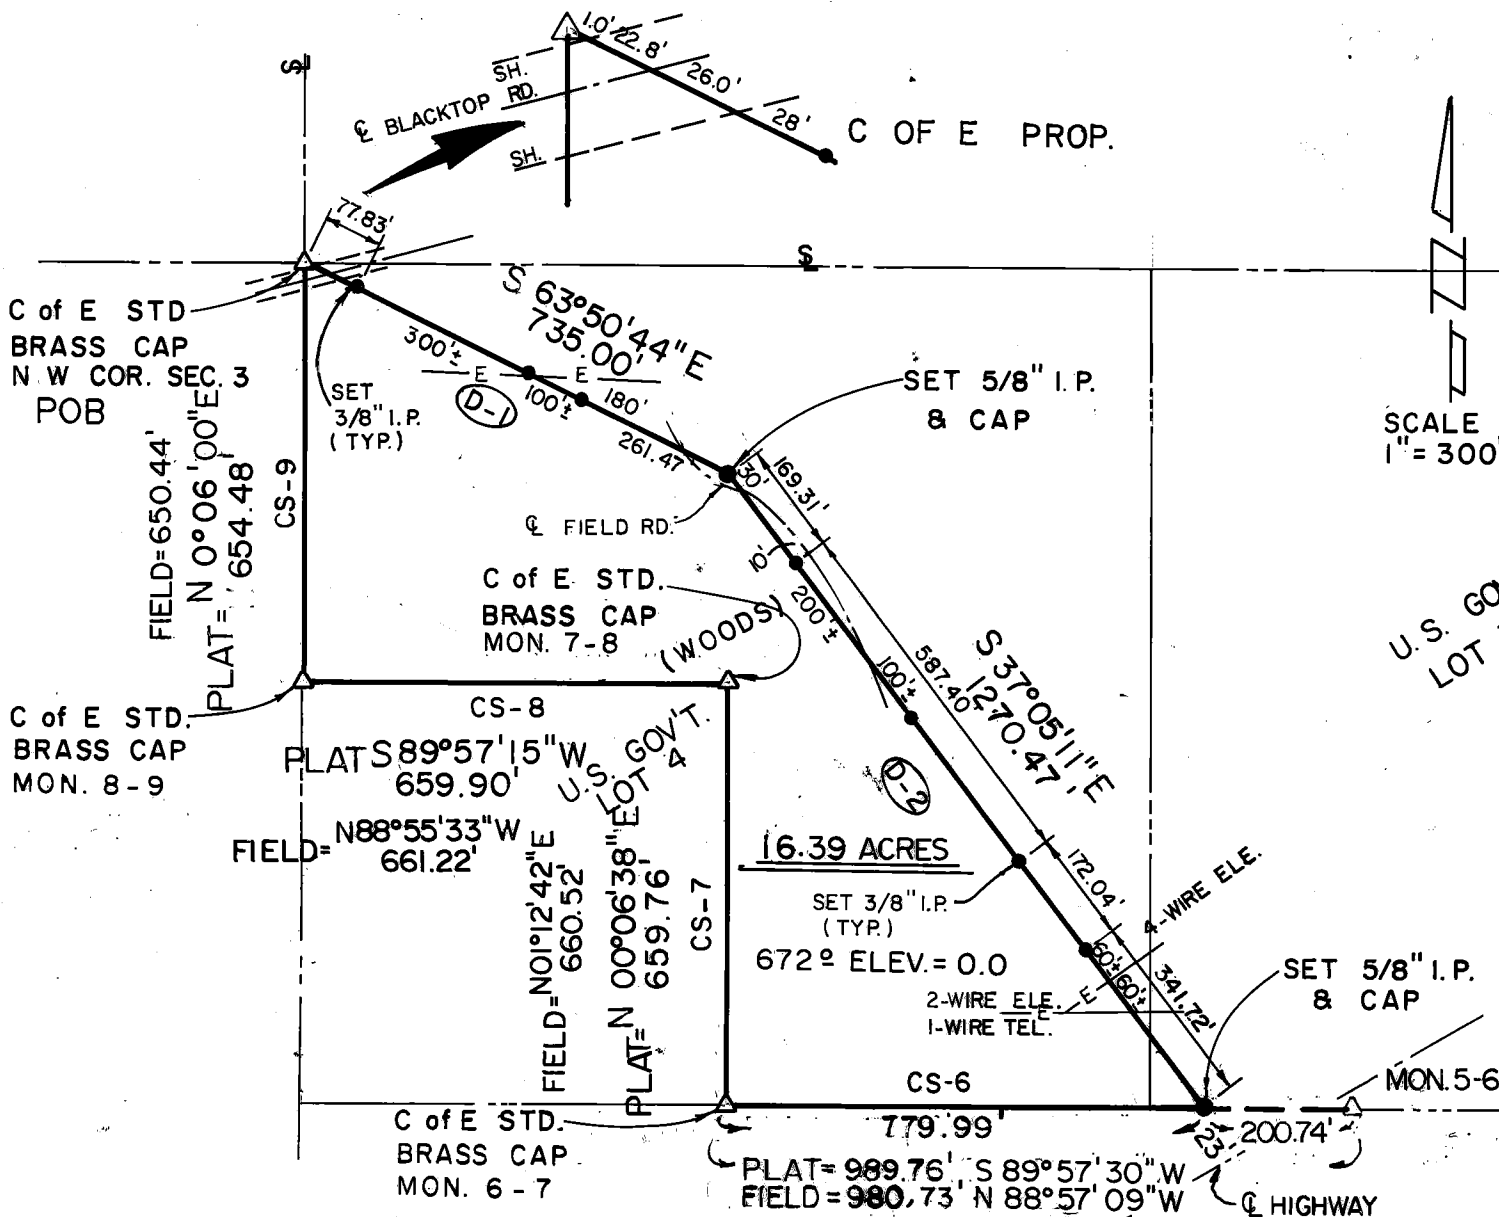 1.0'
22.8'
26.0'
28'
SH.
℄ BLACKTOP RD.
SH.
C OF E PROP.
77.83'
C of E STD
BRASS CAP
N W COR. SEC. 3
POB
S 63°50'44" E
735.00'
300'±
E E
100'±
180'
261.47
D-1
SET
3/8" I.P.
(TYP.)
SET 5/8" I.P.
& CAP
SCALE
1" = 300'
FIELD=650.44'
PLAT= N 0°06'00"E
654.48'
CS-9
30'
169.31'
℄ FIELD RD.
10'
200'±
C of E STD.
BRASS CAP
MON. 7-8
(WOODS)
100'±
587.40
S 37°05'11" E
1270.47'
U.S. GO
LOT
C of E STD.
BRASS CAP
MON. 8-9
CS-8
PLAT S 89°57'15" W
659.90'
FIELD= N88°55'33" W
661.22'
U.S. GOV'T.
LOT 4
D-2
16.39 ACRES
SET 3/8" I.P.
(TYP.)
672º ELEV. = 0.0
FIELD= N01°12'42"E
660.52'
PLAT= N 00°06'38" E
659.76'
CS-7
172.04'
4-WIRE ELE.
60'±
60'±
E
341.72'
2-WIRE ELE.
E
1-WIRE TEL.
SET 5/8" I.P.
& CAP
MON. 5-6
CS-6
779.99'
23'
200.74'
C of E STD.
BRASS CAP
MON. 6-7
PLAT= 989.76' S 89°57'30" W
FIELD = 980.73' N 88°57'09" W
℄ HIGHWAY